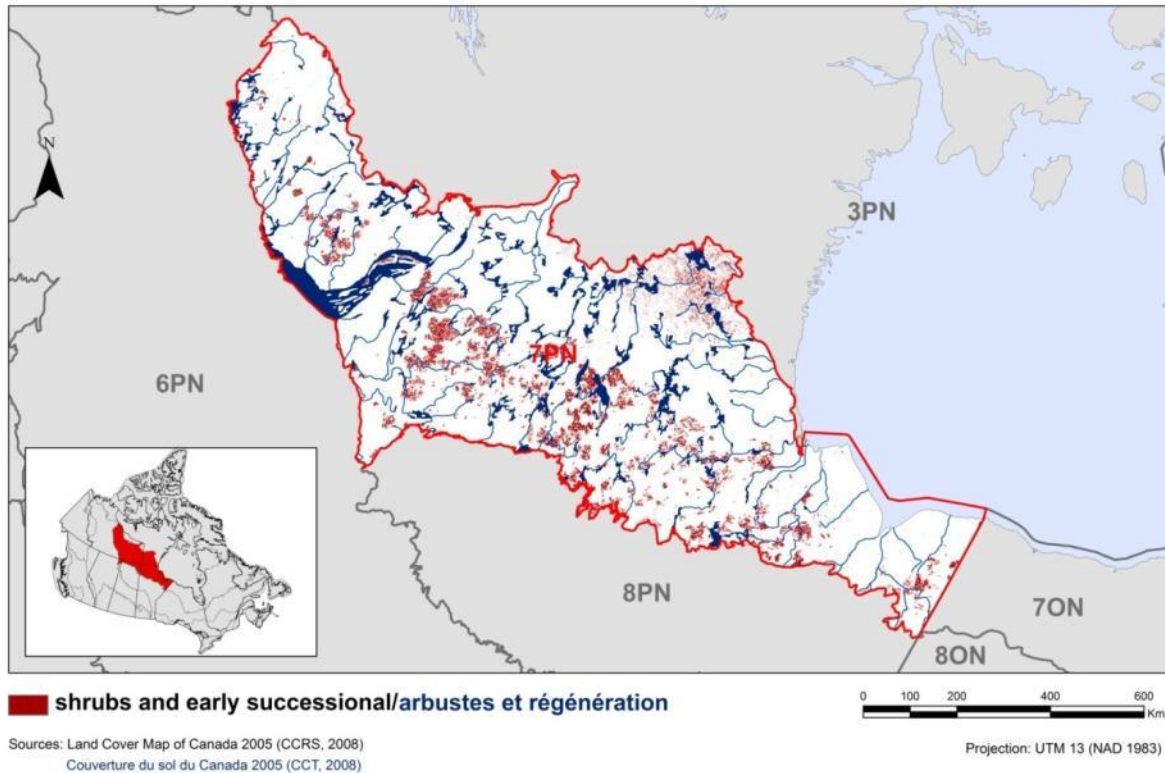 N
3PN
7PN
6PN
8PN
7ON
8ON
shrubs and early successional/arbustes et régénération
0 100 200 400 600
Km
Sources: Land Cover Map of Canada 2005 (CCRS, 2008)
Couverture du sol du Canada 2005 (CCT, 2008)
Projection: UTM 13 (NAD 1983)